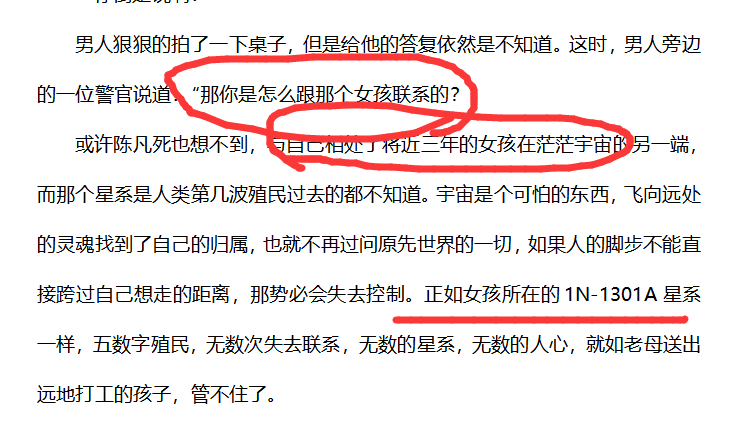 男人狠狠的拍了一下桌子，但是给他的答复依然是不知道。这时，男人旁边
的一位警官说道：“那你是怎么跟那个女孩联系的？
或许陈凡死也想不到，与自己相处了将近三年的女孩在茫茫宇宙的另一端，
而那个星系是人类第几波殖民过去的都不知道。宇宙是个可怕的东西，飞向远处
的灵魂找到了自己的归属，也就不再过问原先世界的一切，如果人的脚步不能直
接跨过自己想走的距离，那势必会失去控制。正如女孩所在的 1N-1301A 星系
一样，五数字殖民，无数次失去联系，无数的星系，无数的人心，就如老母送出
远地打工的孩子，管不住了。